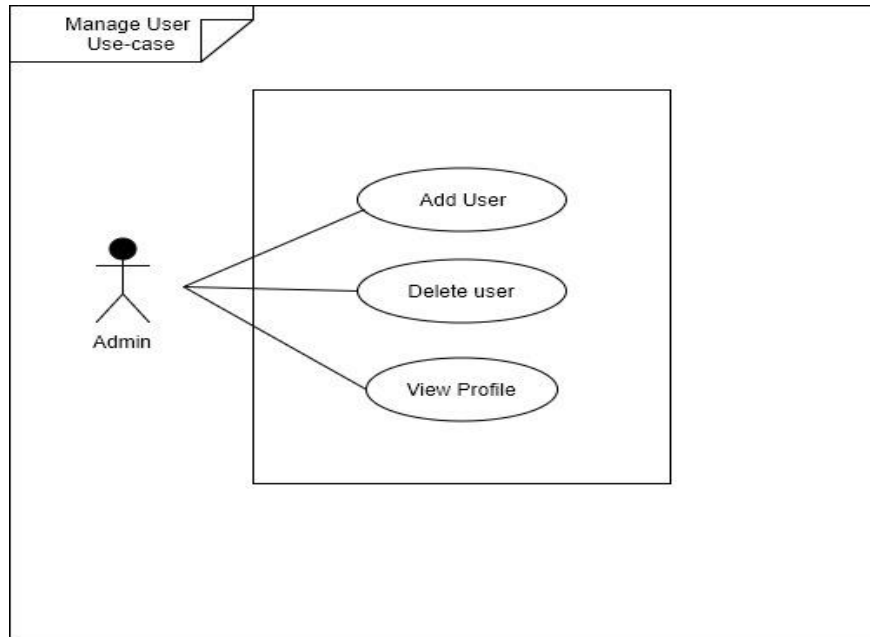 Manage User
Use-case
Add User
Delete user
Admin
View Profile